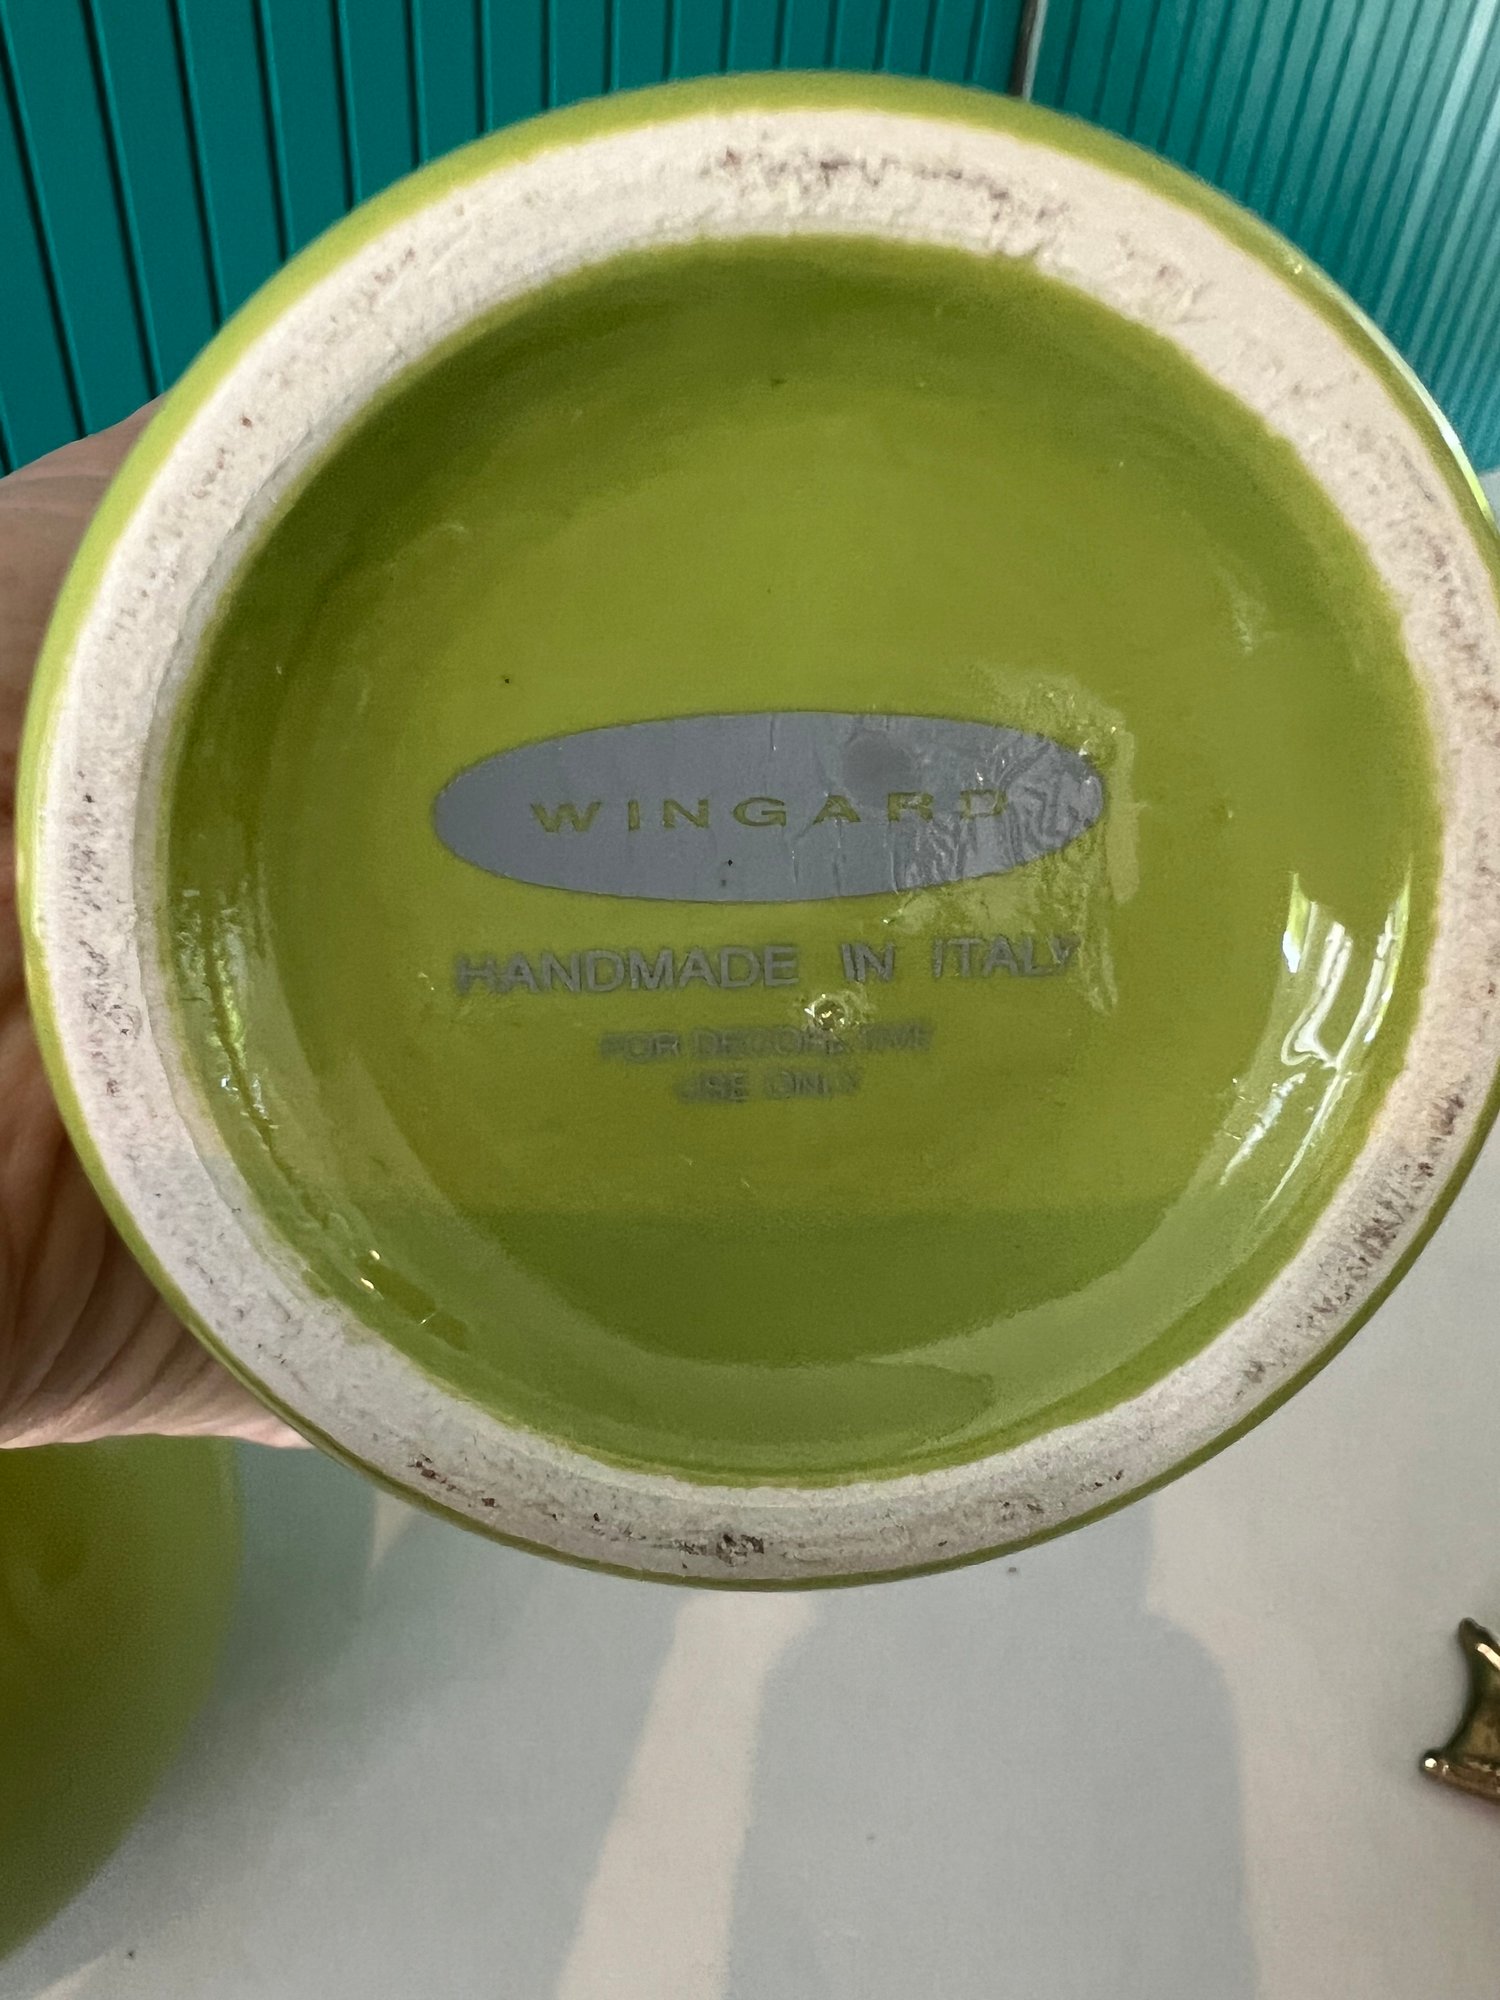 WINGARD
HANDMADE IN ITALY
FOR DECORATIVE
USE ONLY